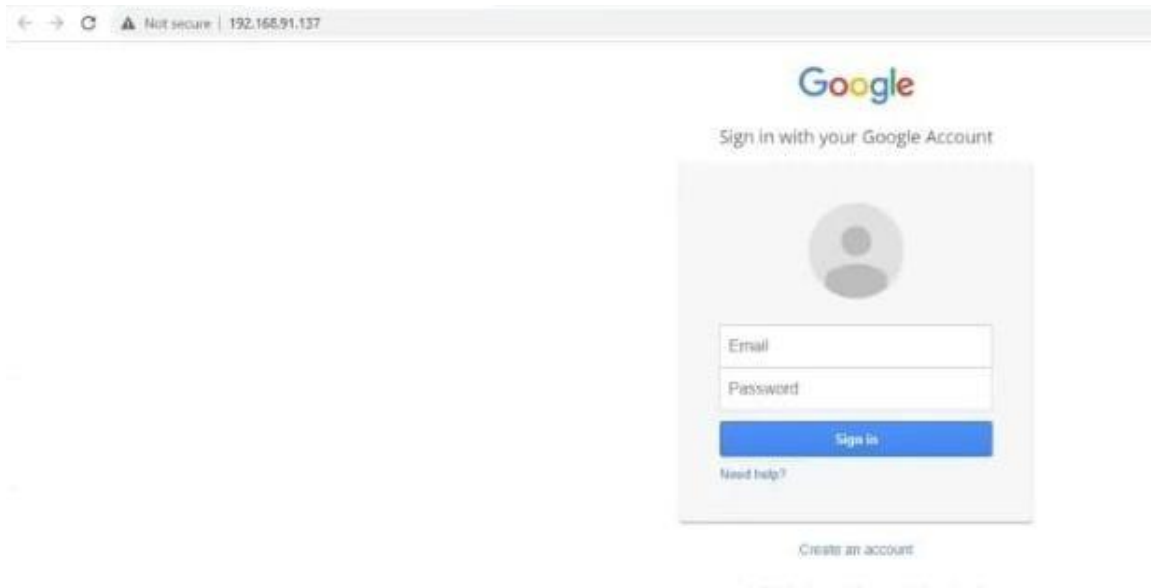 Not secure | 192.168.91.137
Google
Sign in with your Google Account
Email
Password
Sign in
Need help?
Create an account